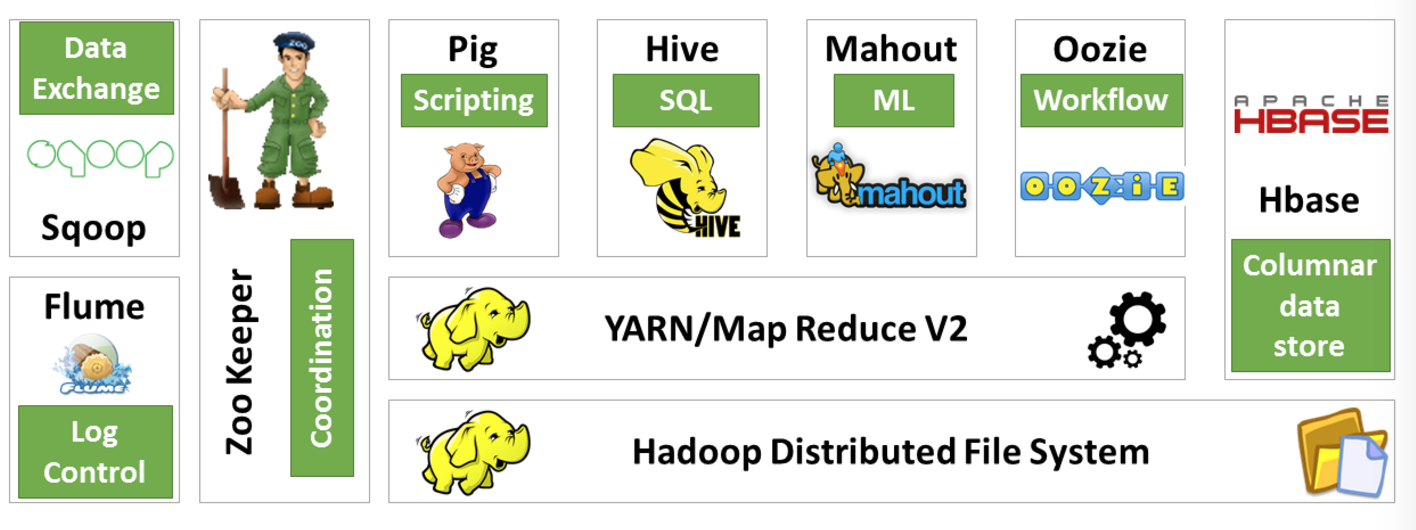 Data
Exchange
sqoop
Sqoop
Flume
FLUME
Log
Control
ZOO
Zoo Keeper
Coordination
Pig
Scripting
Hive
SQL
HIVE
Mahout
ML
mahout
Oozie
Workflow
OOZiE
APACHE
HBASE
Hbase
Columnar
data
store
YARN/Map Reduce V2
Hadoop Distributed File System